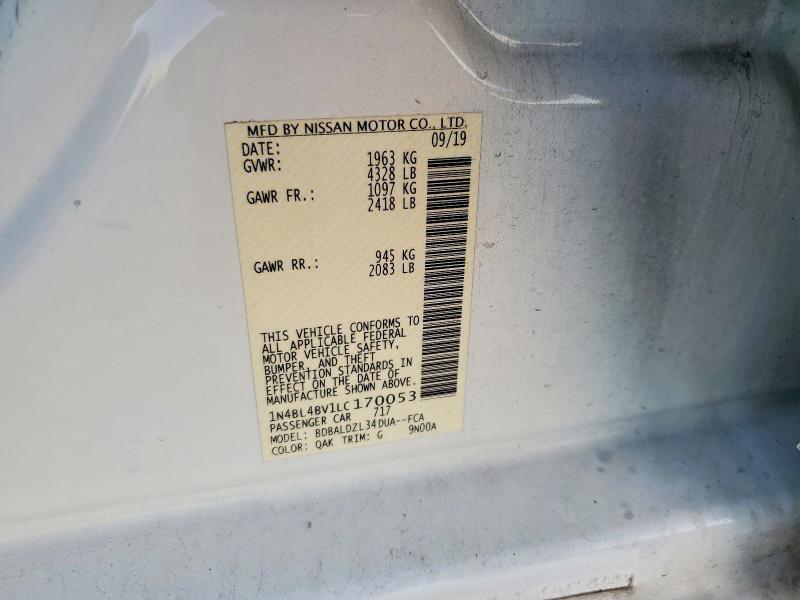 MFD BY NISSAN MOTOR CO., LTD.
DATE: 09/19
GVWR: 1963 KG
4328 LB
GAWR FR.: 1097 KG
2418 LB
GAWR RR.: 945 KG
2083 LB
THIS VEHICLE CONFORMS TO
ALL APPLICABLE FEDERAL
MOTOR VEHICLE SAFETY,
BUMPER, AND THEFT
PREVENTION STANDARDS IN
EFFECT ON THE DATE OF
MANUFACTURE SHOWN ABOVE.
1N4BL4BV1LC170053
PASSENGER CAR 717
MODEL: BDBALDZL34DUA--FCA
COLOR: QAK TRIM: G 9N00A